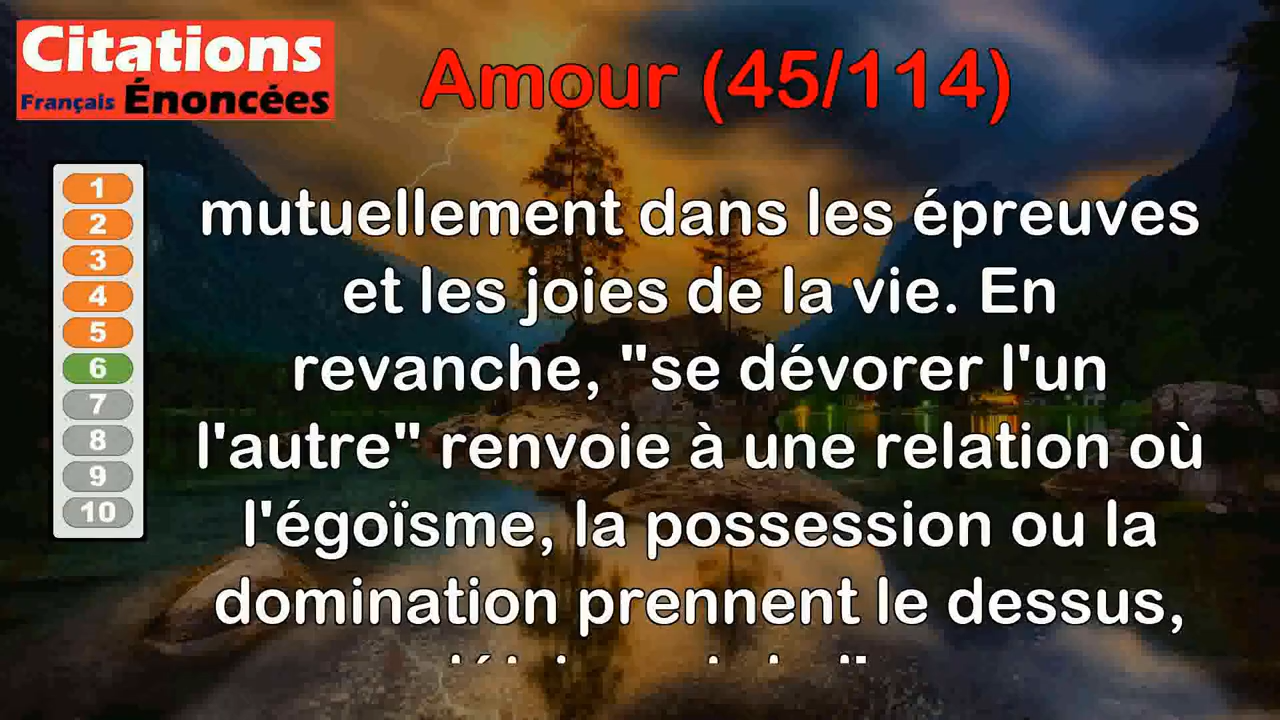 Citations
Français Énoncées
Amour (45/114)
1
2
3
4
5
6
7
8
9
10
mutuellement dans les épreuves
et les joies de la vie. En
revanche, "se dévorer l'un
l'autre" renvoie à une relation où
l'égoïsme, la possession ou la
domination prennent le dessus,